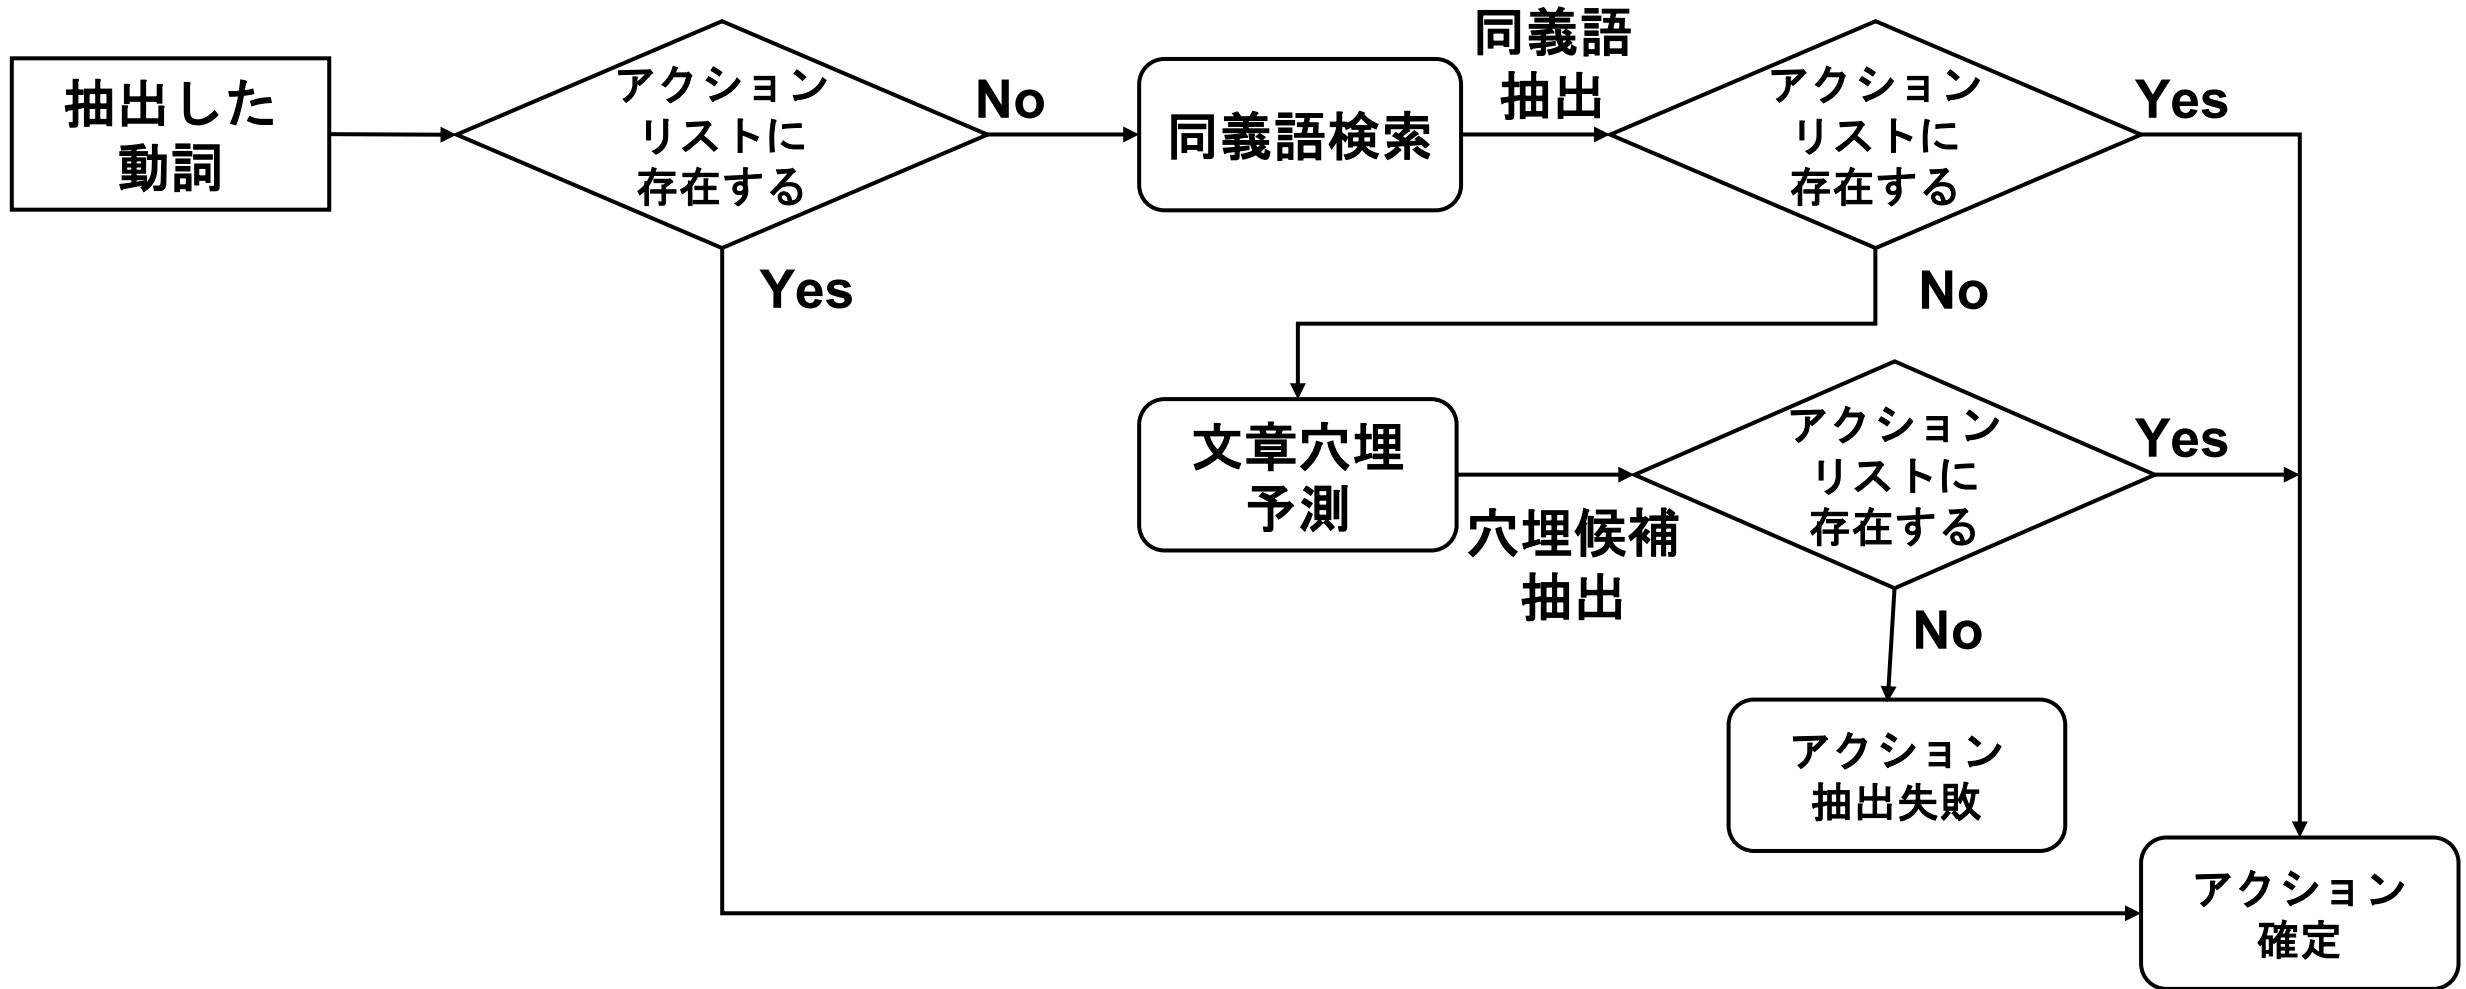 抽出した
動詞
アクション
リストに
存在する
No
Yes
同義語検索
同義語
抽出
アクション
リストに
存在する
Yes
No
文章穴埋
予測
穴埋候補
抽出
アクション
リストに
存在する
Yes
No
アクション
抽出失敗
アクション
確定